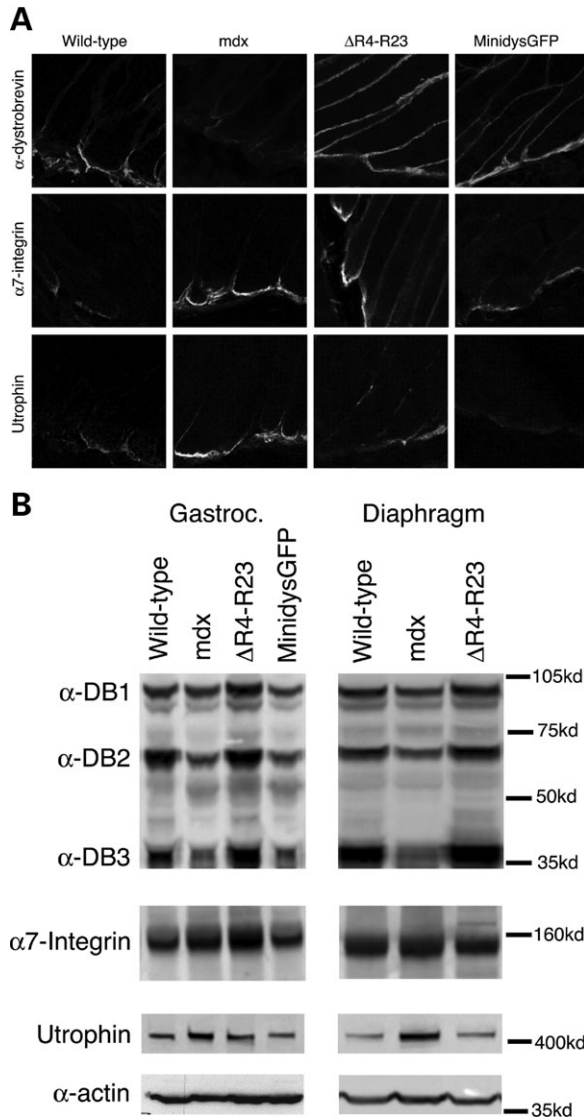 A
Wild-type mdx ΔR4-R23 MinidysGFP
α-dystrobrevin
α7-integrin
Utrophin
B
Gastroc. Diaphragm
Wild-type mdx ΔR4-R23 MinidysGFP Wild-type mdx ΔR4-R23
α-DB1 105kd
75kd
α-DB2
50kd
α-DB3 35kd
α7-Integrin 160kd
Utrophin 400kd
α-actin 35kd